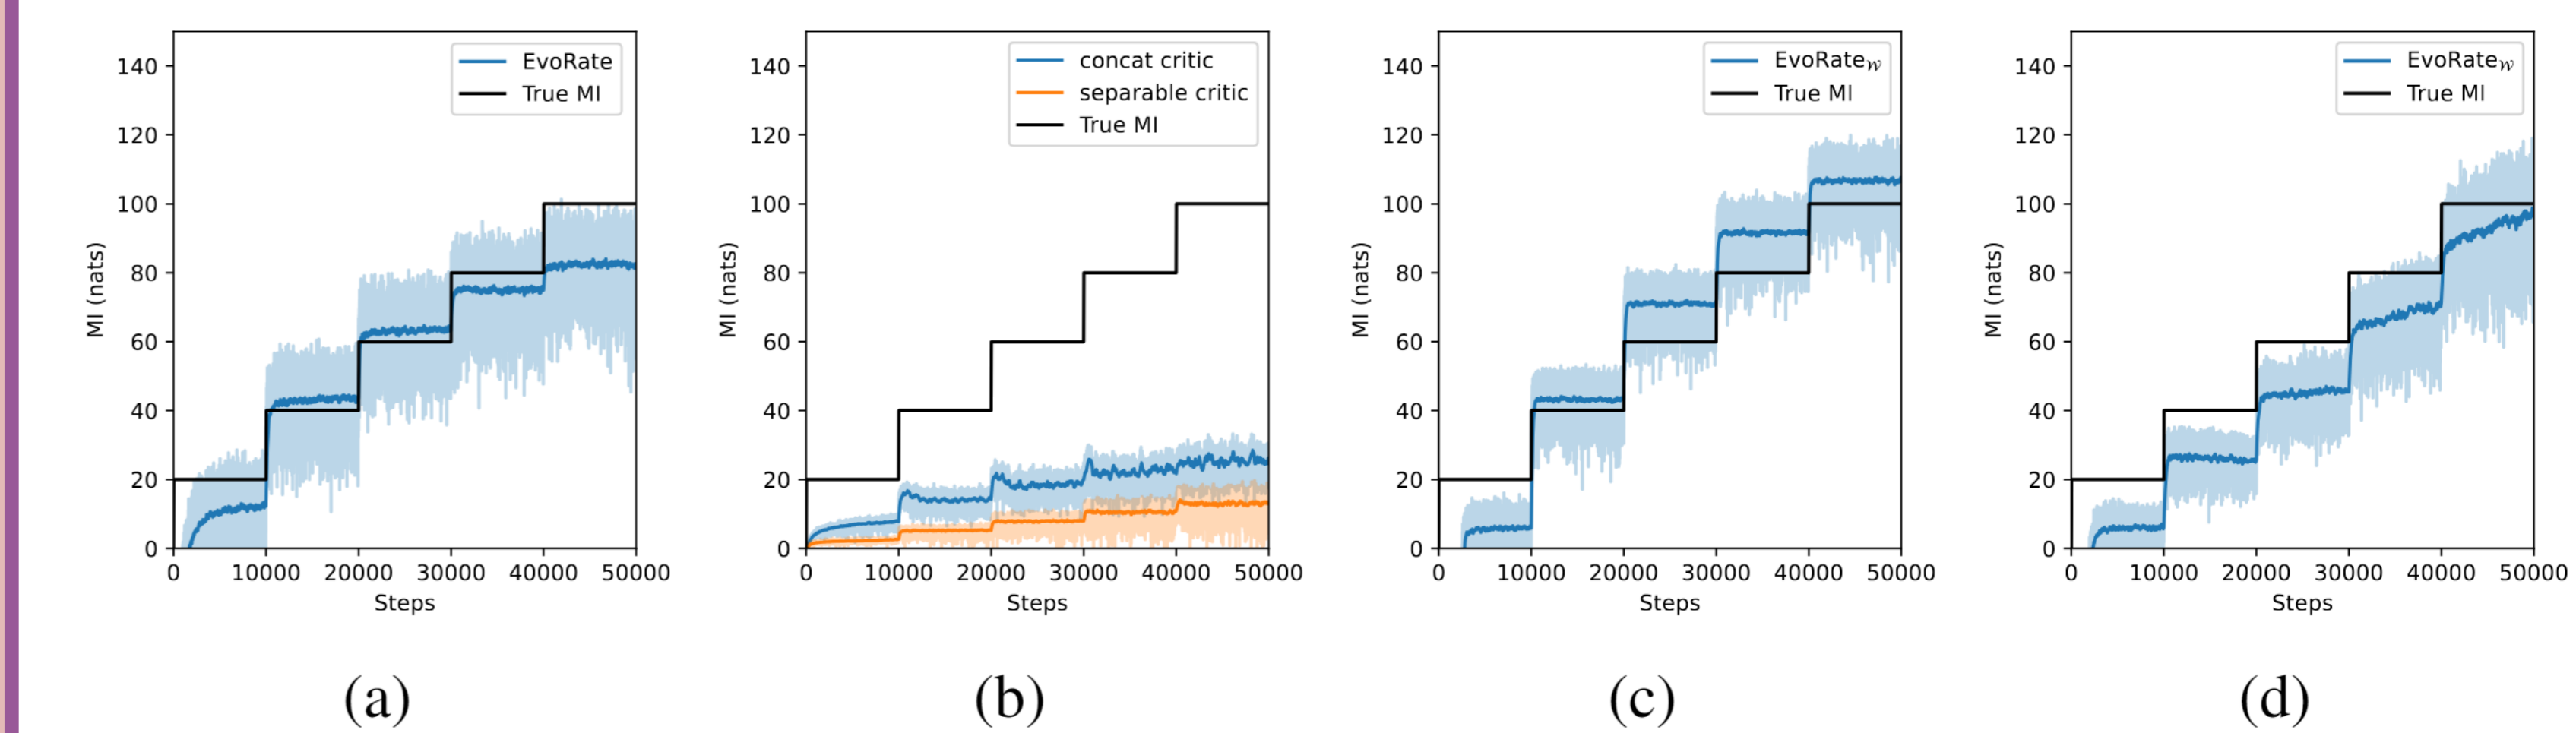 EvoRate
True MI
140
120
100
80
60
40
20
0
MI (nats)
0 10000 20000 30000 40000 50000
Steps
(a)
concat critic
separable critic
True MI
140
120
100
80
60
40
20
0
MI (nats)
0 10000 20000 30000 40000 50000
Steps
(b)
EvoRate𝒲
True MI
140
120
100
80
60
40
20
0
MI (nats)
0 10000 20000 30000 40000 50000
Steps
(c)
EvoRate𝒲
True MI
140
120
100
80
60
40
20
0
MI (nats)
0 10000 20000 30000 40000 50000
Steps
(d)